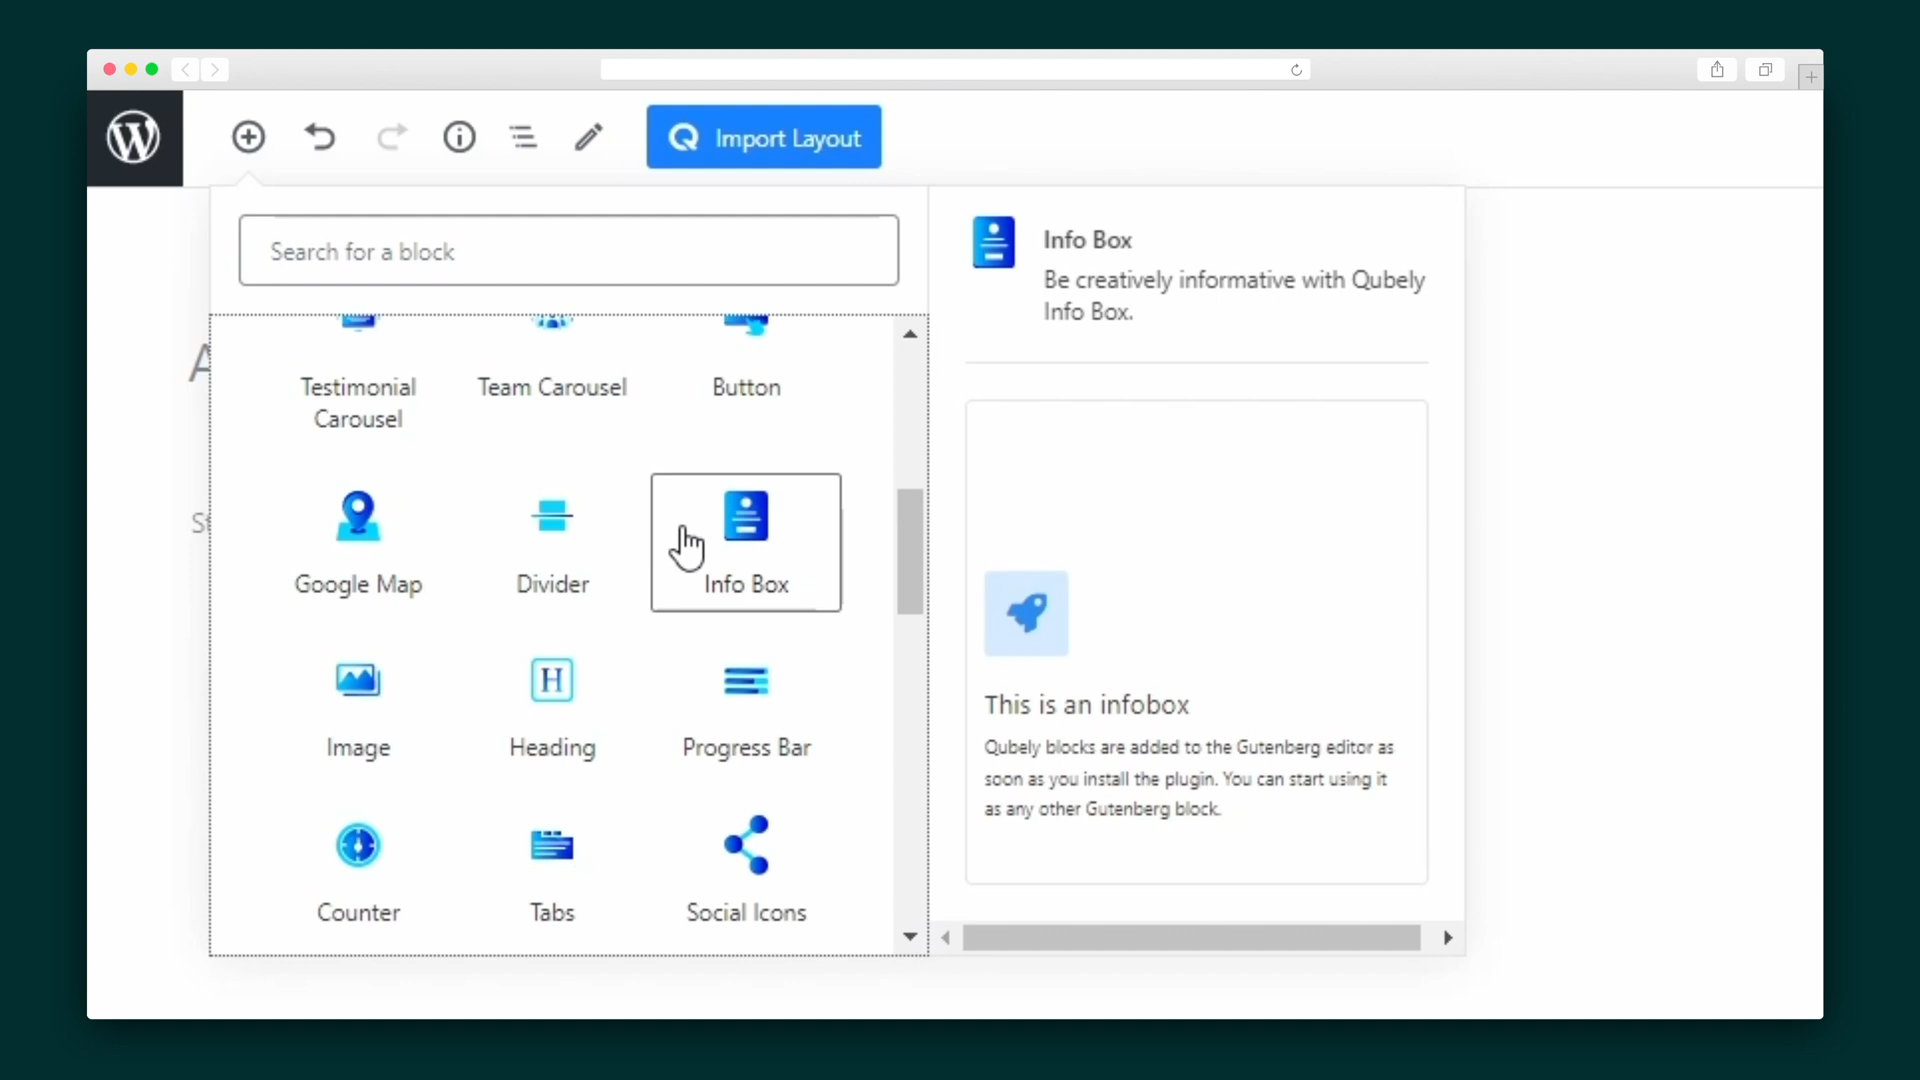 Import Layout
Search for a block
Testimonial
Carousel
Team Carousel
Button
Google Map
Divider
Info Box
Image
Heading
Progress Bar
Counter
Tabs
Social Icons
Info Box
Be creatively informative with Qubely
Info Box.
This is an infobox
Qubely blocks are added to the Gutenberg editor as
soon as you install the plugin. You can start using it
as any other Gutenberg block.